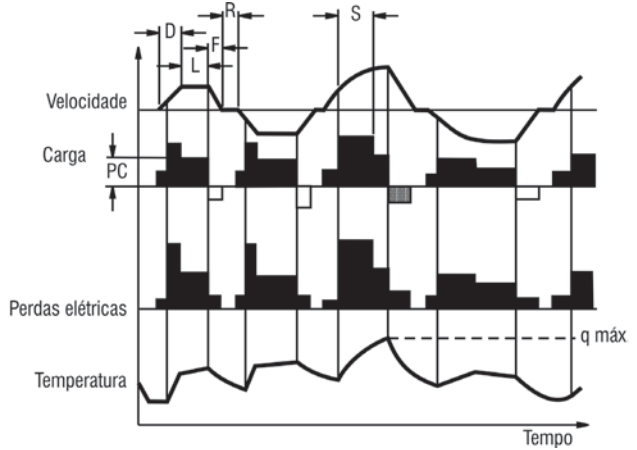 R
S
D
F
L
Velocidade
Carga
PC
Perdas elétricas
q máx
Temperatura
Tempo